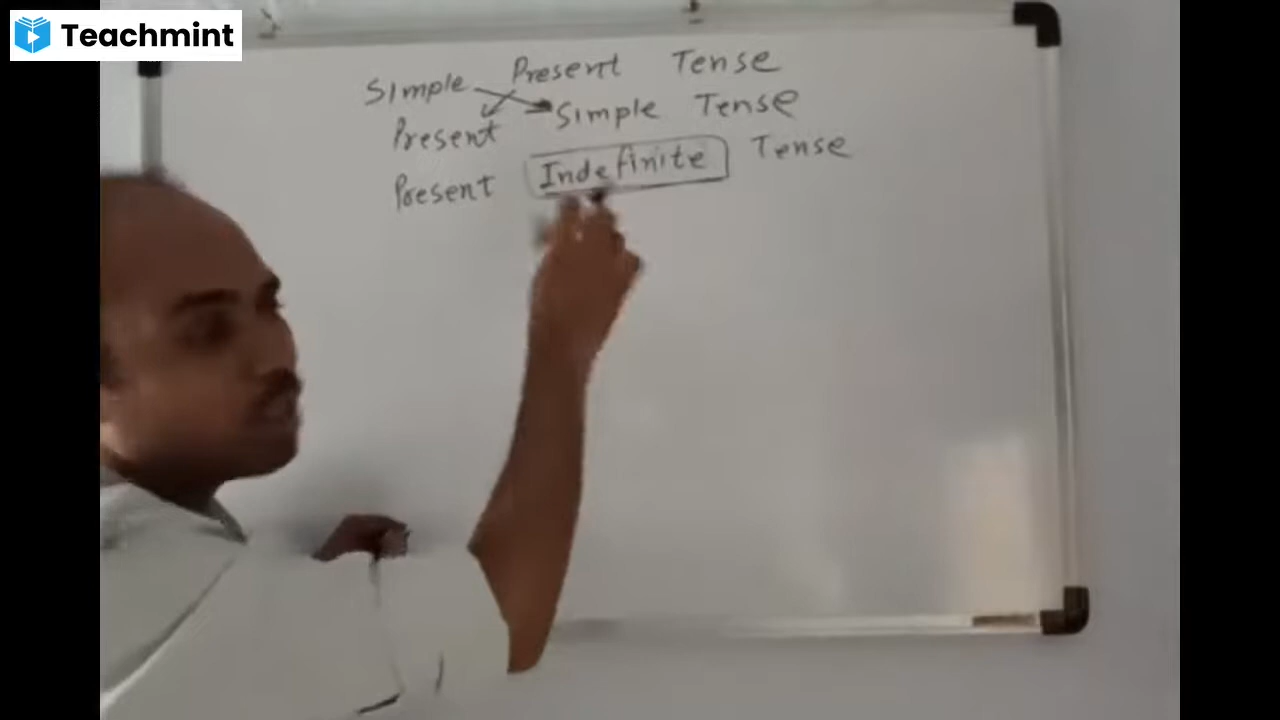 Teachmint
Simple Present Tense
Present Simple Tense
Present Indefinite Tense